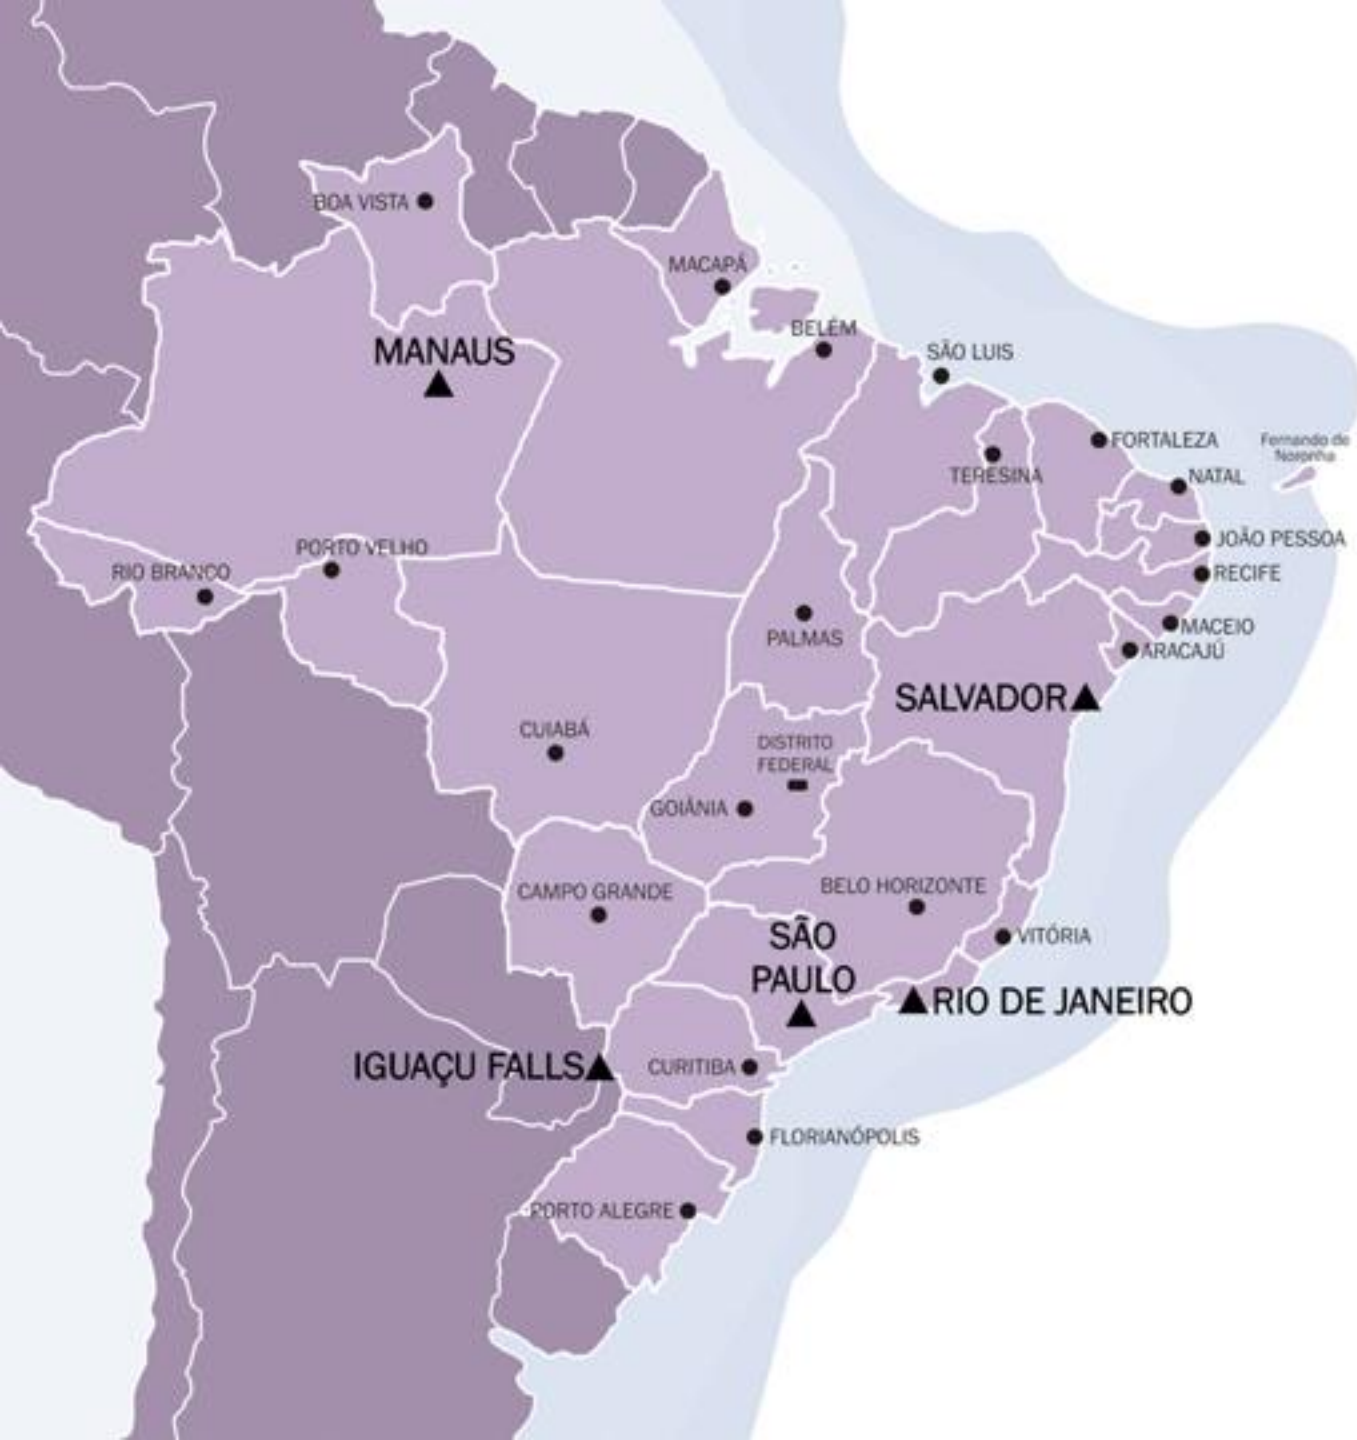 BOA VISTA
MACAPÁ
BELÉM
MANAUS
SÃO LUIS
FORTALEZA
Fernando de
Noronha
TERESINA
NATAL
JOÃO PESSOA
PORTO VELHO
RIO BRANCO
RECIFE
MACEIO
PALMAS
ARACAJÚ
SALVADOR
CUIABÁ
DISTRITO
FEDERAL
GOIÂNIA
CAMPO GRANDE
BELO HORIZONTE
SÃO
PAULO
VITÓRIA
RIO DE JANEIRO
IGUAÇU FALLS
CURITIBA
FLORIANÓPOLIS
PORTO ALEGRE